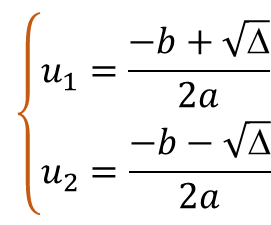 u₁ = (−b + √Δ) / 2a
u₂ = (−b − √Δ) / 2a